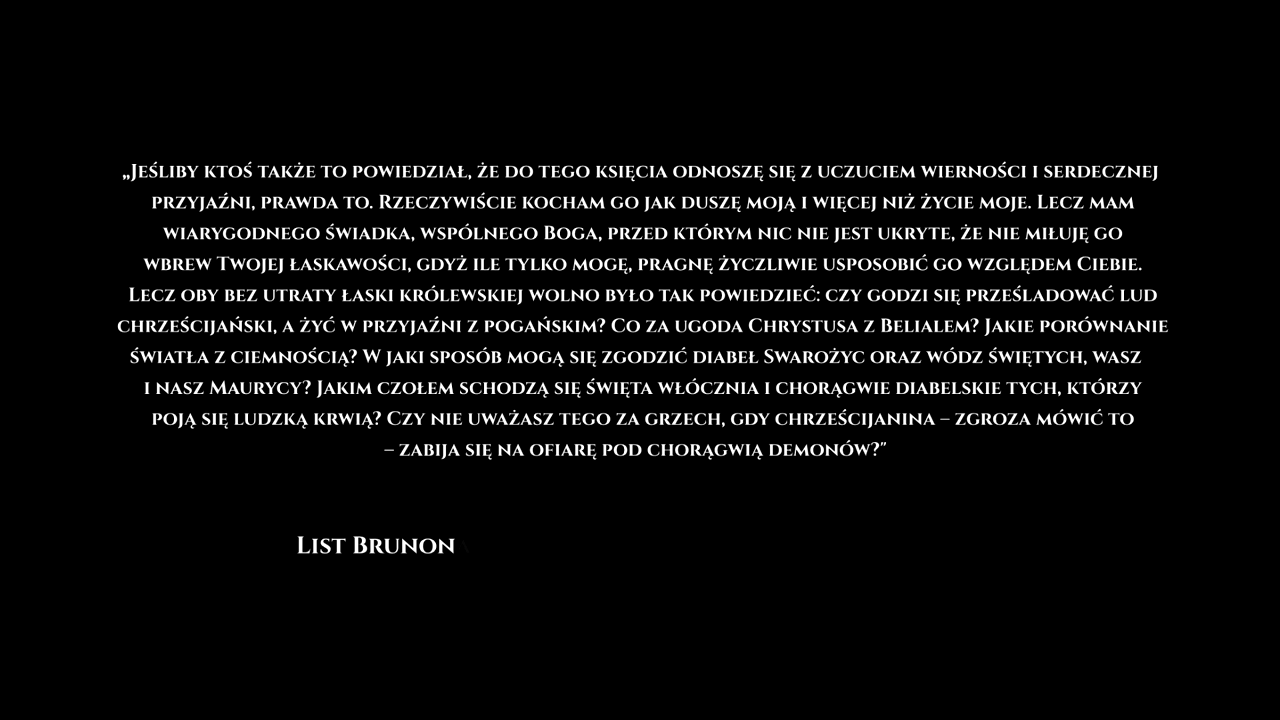 „Jeśliby ktoś także to powiedział, że do tego księcia odnoszę się z uczuciem wierności i serdecznej
przyjaźni, prawda to. Rzeczywiście kocham go jak duszę moją i więcej niż życie moje. Lecz mam
wiarygodnego świadka, wspólnego Boga, przed którym nic nie jest ukryte, że nie miłuję go
wbrew Twojej łaskawości, gdyż ile tylko mogę, pragnę życzliwie usposobić go względem Ciebie.
Lecz oby bez utraty łaski królewskiej wolno było tak powiedzieć: czy godzi się prześladować lud
chrześcijański, a żyć w przyjaźni z pogańskim? Co za ugoda Chrystusa z Belialem? Jakie porównanie
światła z ciemnością? W jaki sposób mogą się zgodzić diabeł Swarożyc oraz wódz świętych, wasz
i nasz Maurycy? Jakim czołem schodzą się święta włócznia i chorągwie diabelskie tych, którzy
poją się ludzką krwią? Czy nie uważasz tego za grzech, gdy chrześcijanina – zgroza mówić to
– zabija się na ofiarę pod chorągwią demonów?"
List Brunon